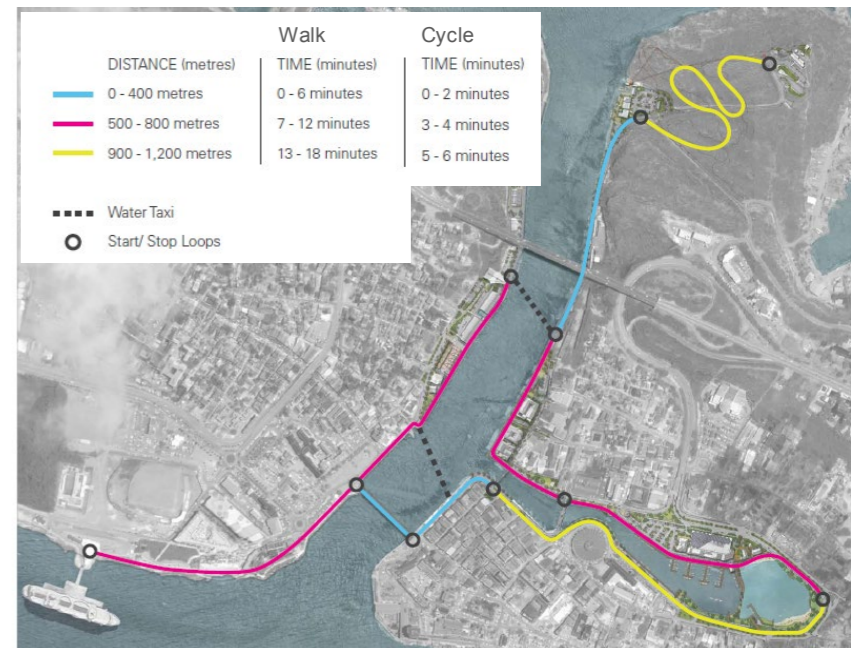 Walk Cycle
DISTANCE (metres) TIME (minutes) TIME (minutes)
0 - 400 metres 0 - 6 minutes 0 - 2 minutes
500 - 800 metres 7 - 12 minutes 3 - 4 minutes
900 - 1,200 metres 13 - 18 minutes 5 - 6 minutes
Water Taxi
Start/ Stop Loops